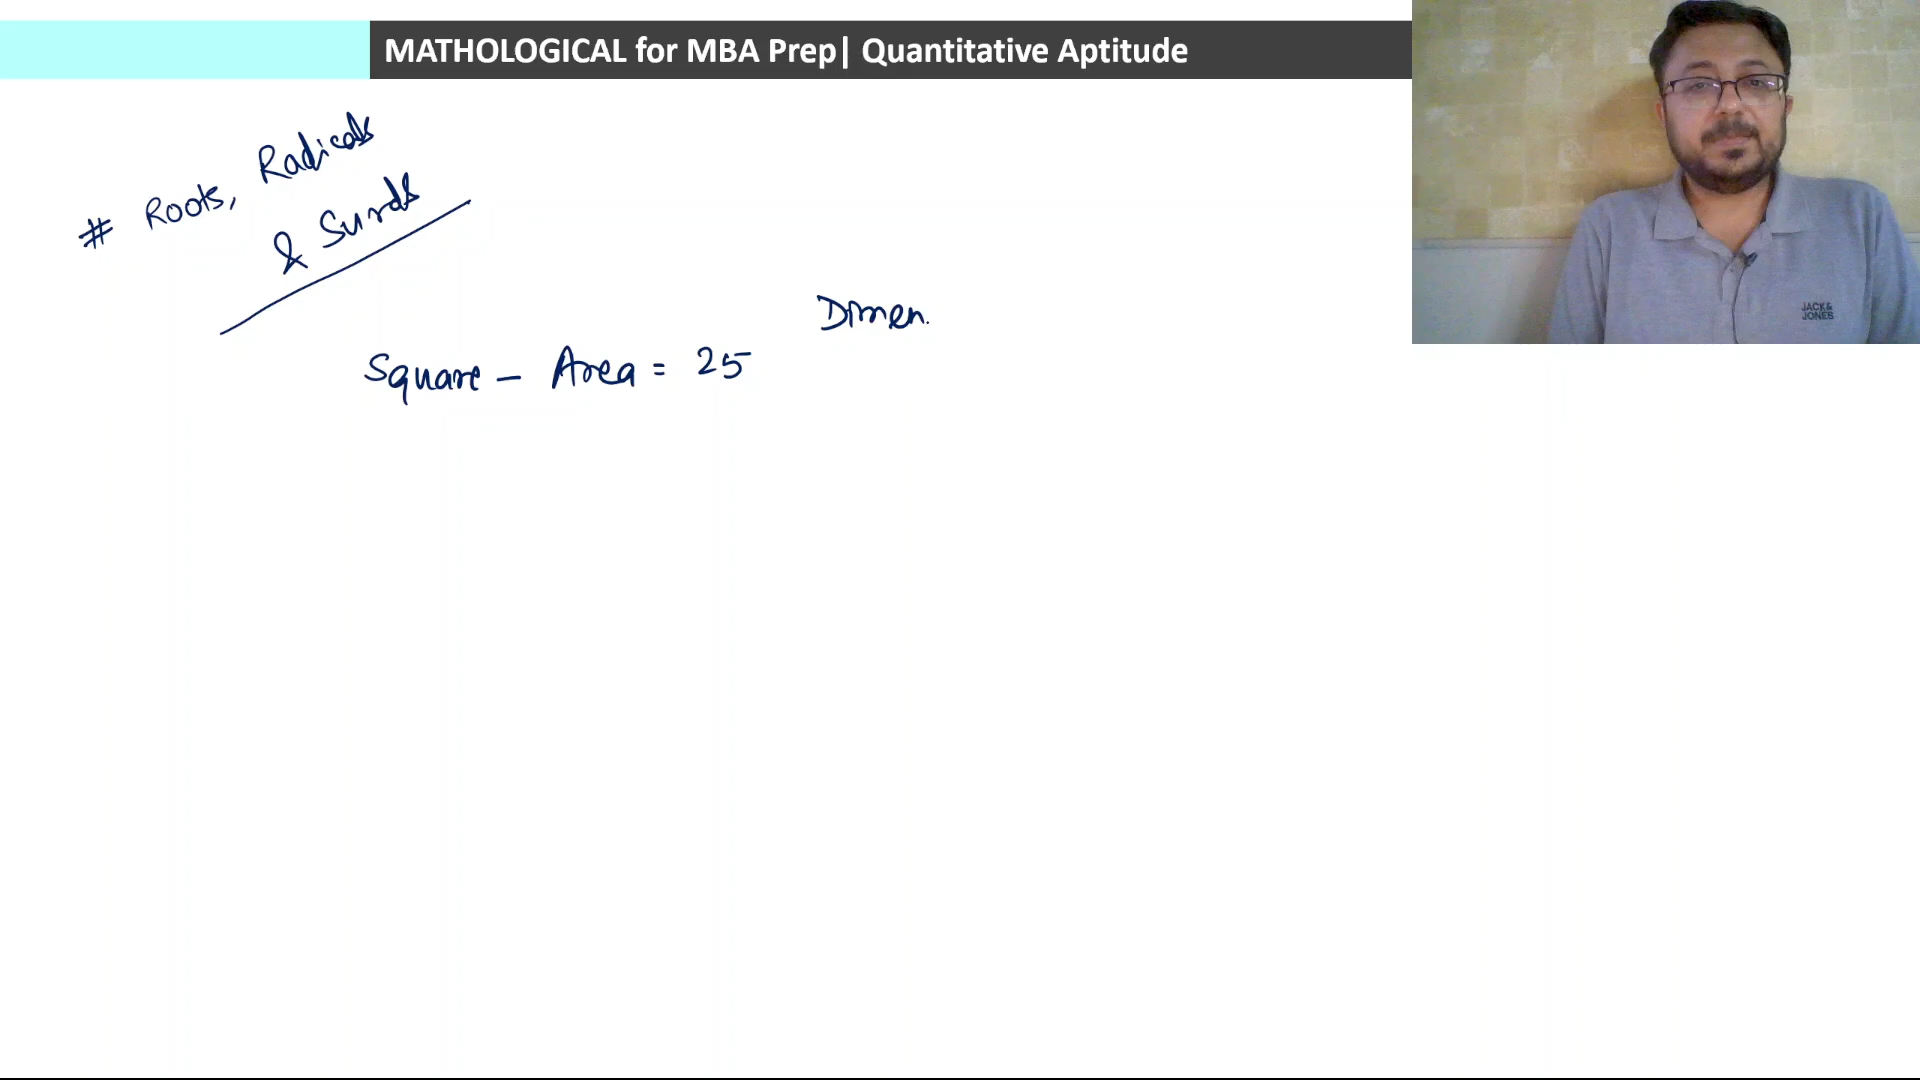 MATHOLOGICAL for MBA Prep| Quantitative Aptitude
# Roots, Radicals
& Surds
Dimen.
Square – Area = 25
JACK&
JONES